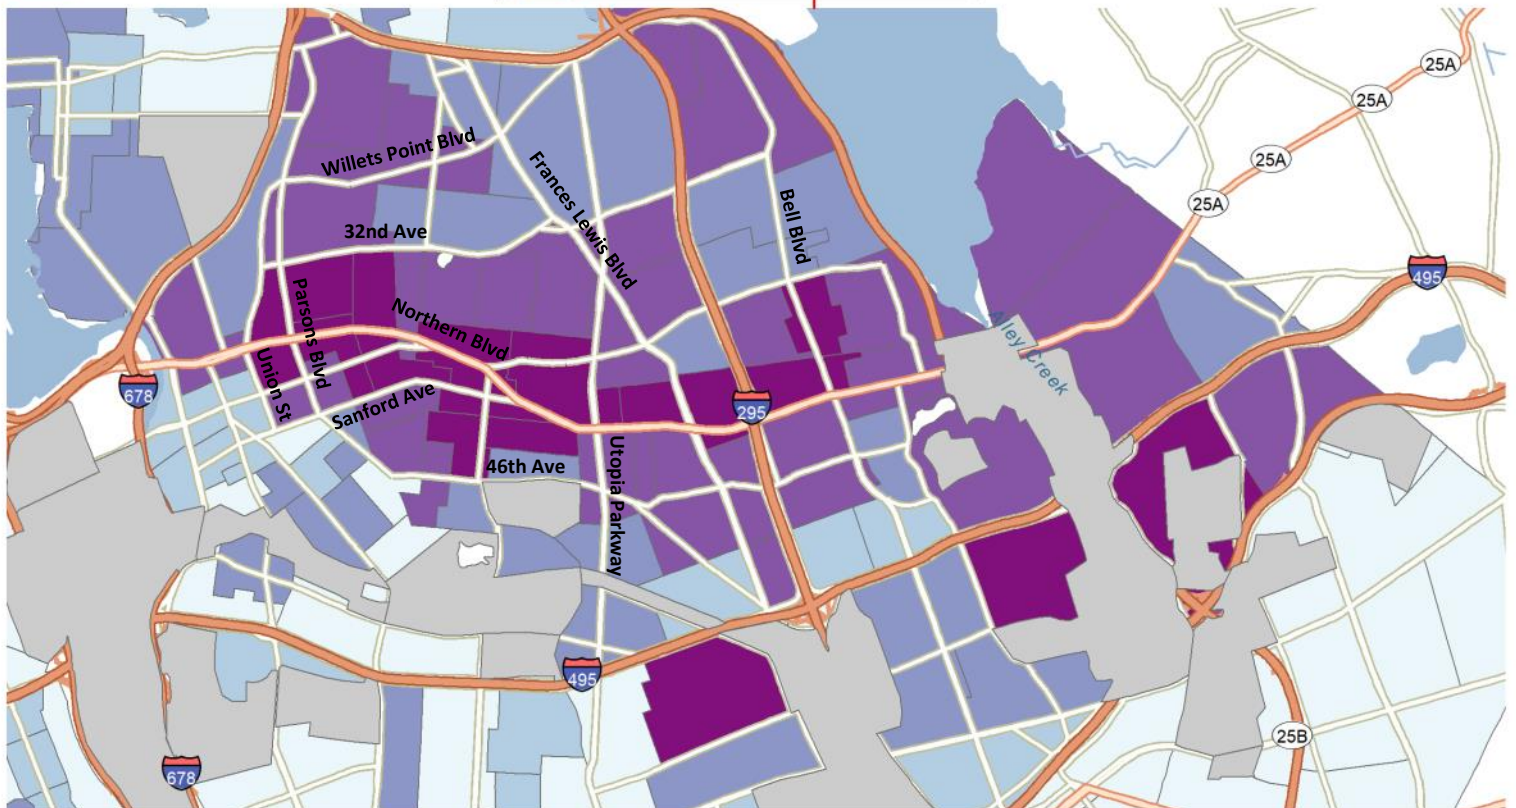 25A
25A
Willets Point Blvd
Frances Lewis Blvd
25A
Bell Blvd
25A
32nd Ave
495
Parsons Blvd
Northern Blvd
Alley Creek
Union St
678
Sanford Ave
295
46th Ave
Utopia Parkway
495
25B
678